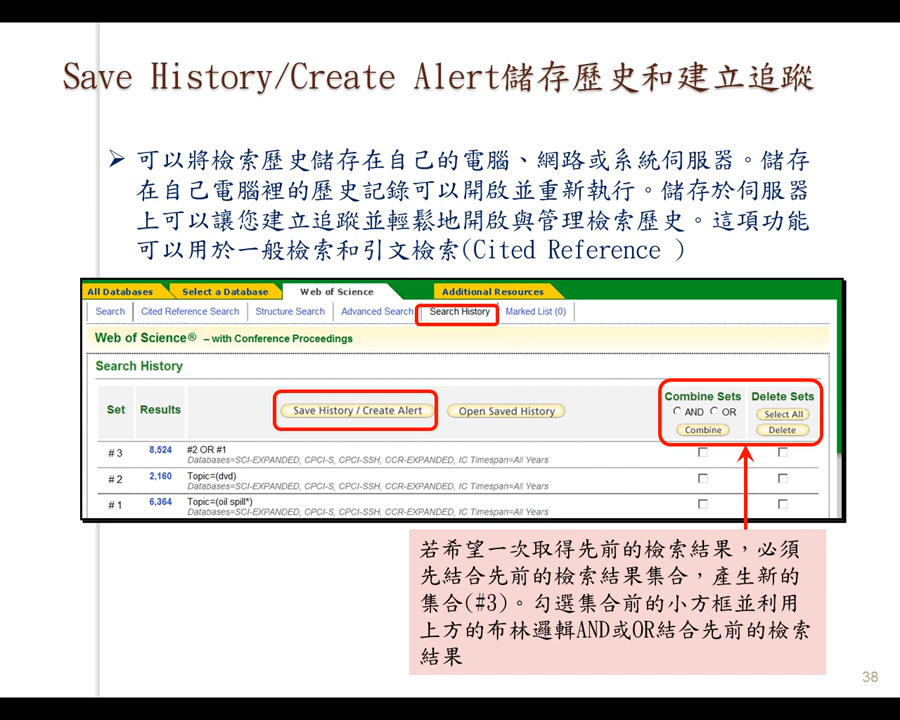 Save History/Create Alert儲存歷史和建立追蹤
➢ 可以將檢索歷史儲存在自己的電腦、網路或系統伺服器。儲存
在自己電腦裡的歷史記錄可以開啟並重新執行。儲存於伺服器
上可以讓您建立追蹤並輕鬆地開啟與管理檢索歷史。這項功能
可以用於一般檢索和引文檢索(Cited Reference )
All Databases Select a Database Web of Science Additional Resources
Search Cited Reference Search Structure Search Advanced Search Search History Marked List (0)
Web of Science® – with Conference Proceedings
Search History
Set Results Save History / Create Alert Open Saved History Combine Sets Delete Sets
AND OR Select All
Combine Delete
# 3 8,524 #2 OR #1
Databases=SCI-EXPANDED, CPCI-S, CPCI-SSH, CCR-EXPANDED, IC Timespan=All Years
# 2 2,160 Topic=(dvd)
Databases=SCI-EXPANDED, CPCI-S, CPCI-SSH, CCR-EXPANDED, IC Timespan=All Years
# 1 6,364 Topic=(oil spill*)
Databases=SCI-EXPANDED, CPCI-S, CPCI-SSH, CCR-EXPANDED, IC Timespan=All Years
若希望一次取得先前的檢索結果，必須
先結合先前的檢索結果集合，產生新的
集合(#3)。勾選集合前的小方框並利用
上方的布林邏輯AND或OR結合先前的檢索
結果
38